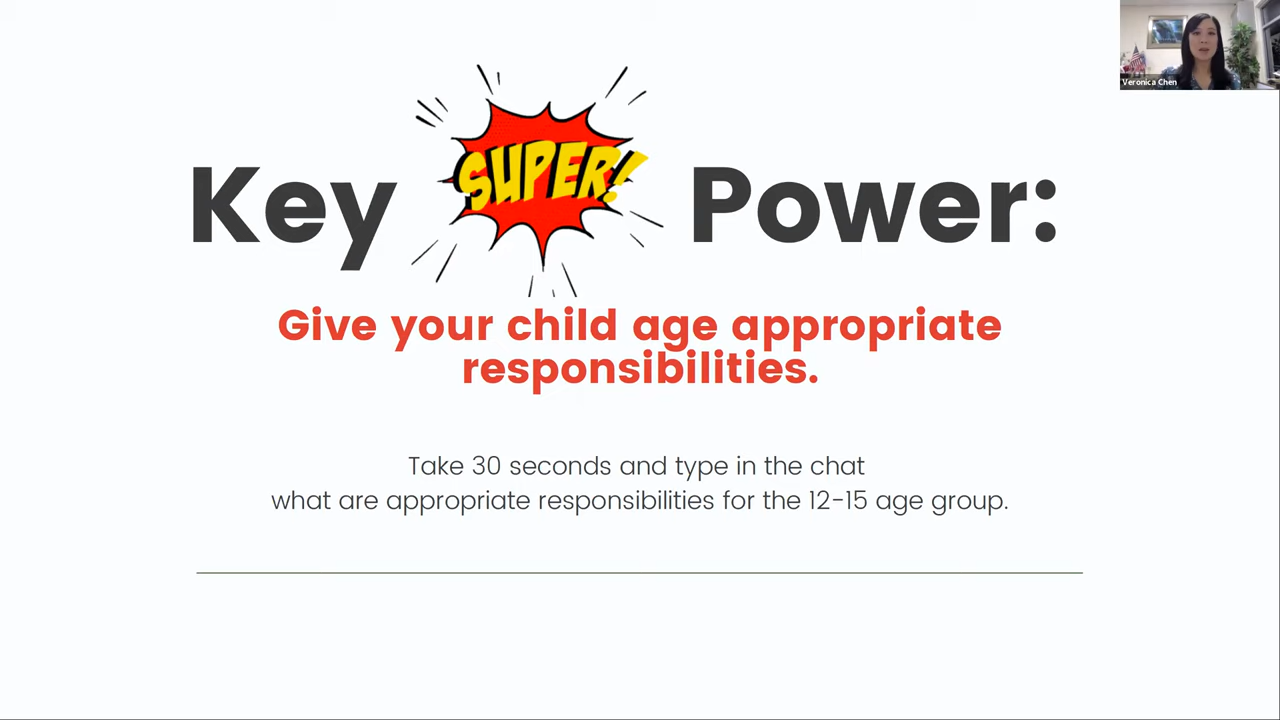 Veronica Chen
Key SUPER! Power:
Give your child age appropriate
responsibilities.
Take 30 seconds and type in the chat
what are appropriate responsibilities for the 12-15 age group.